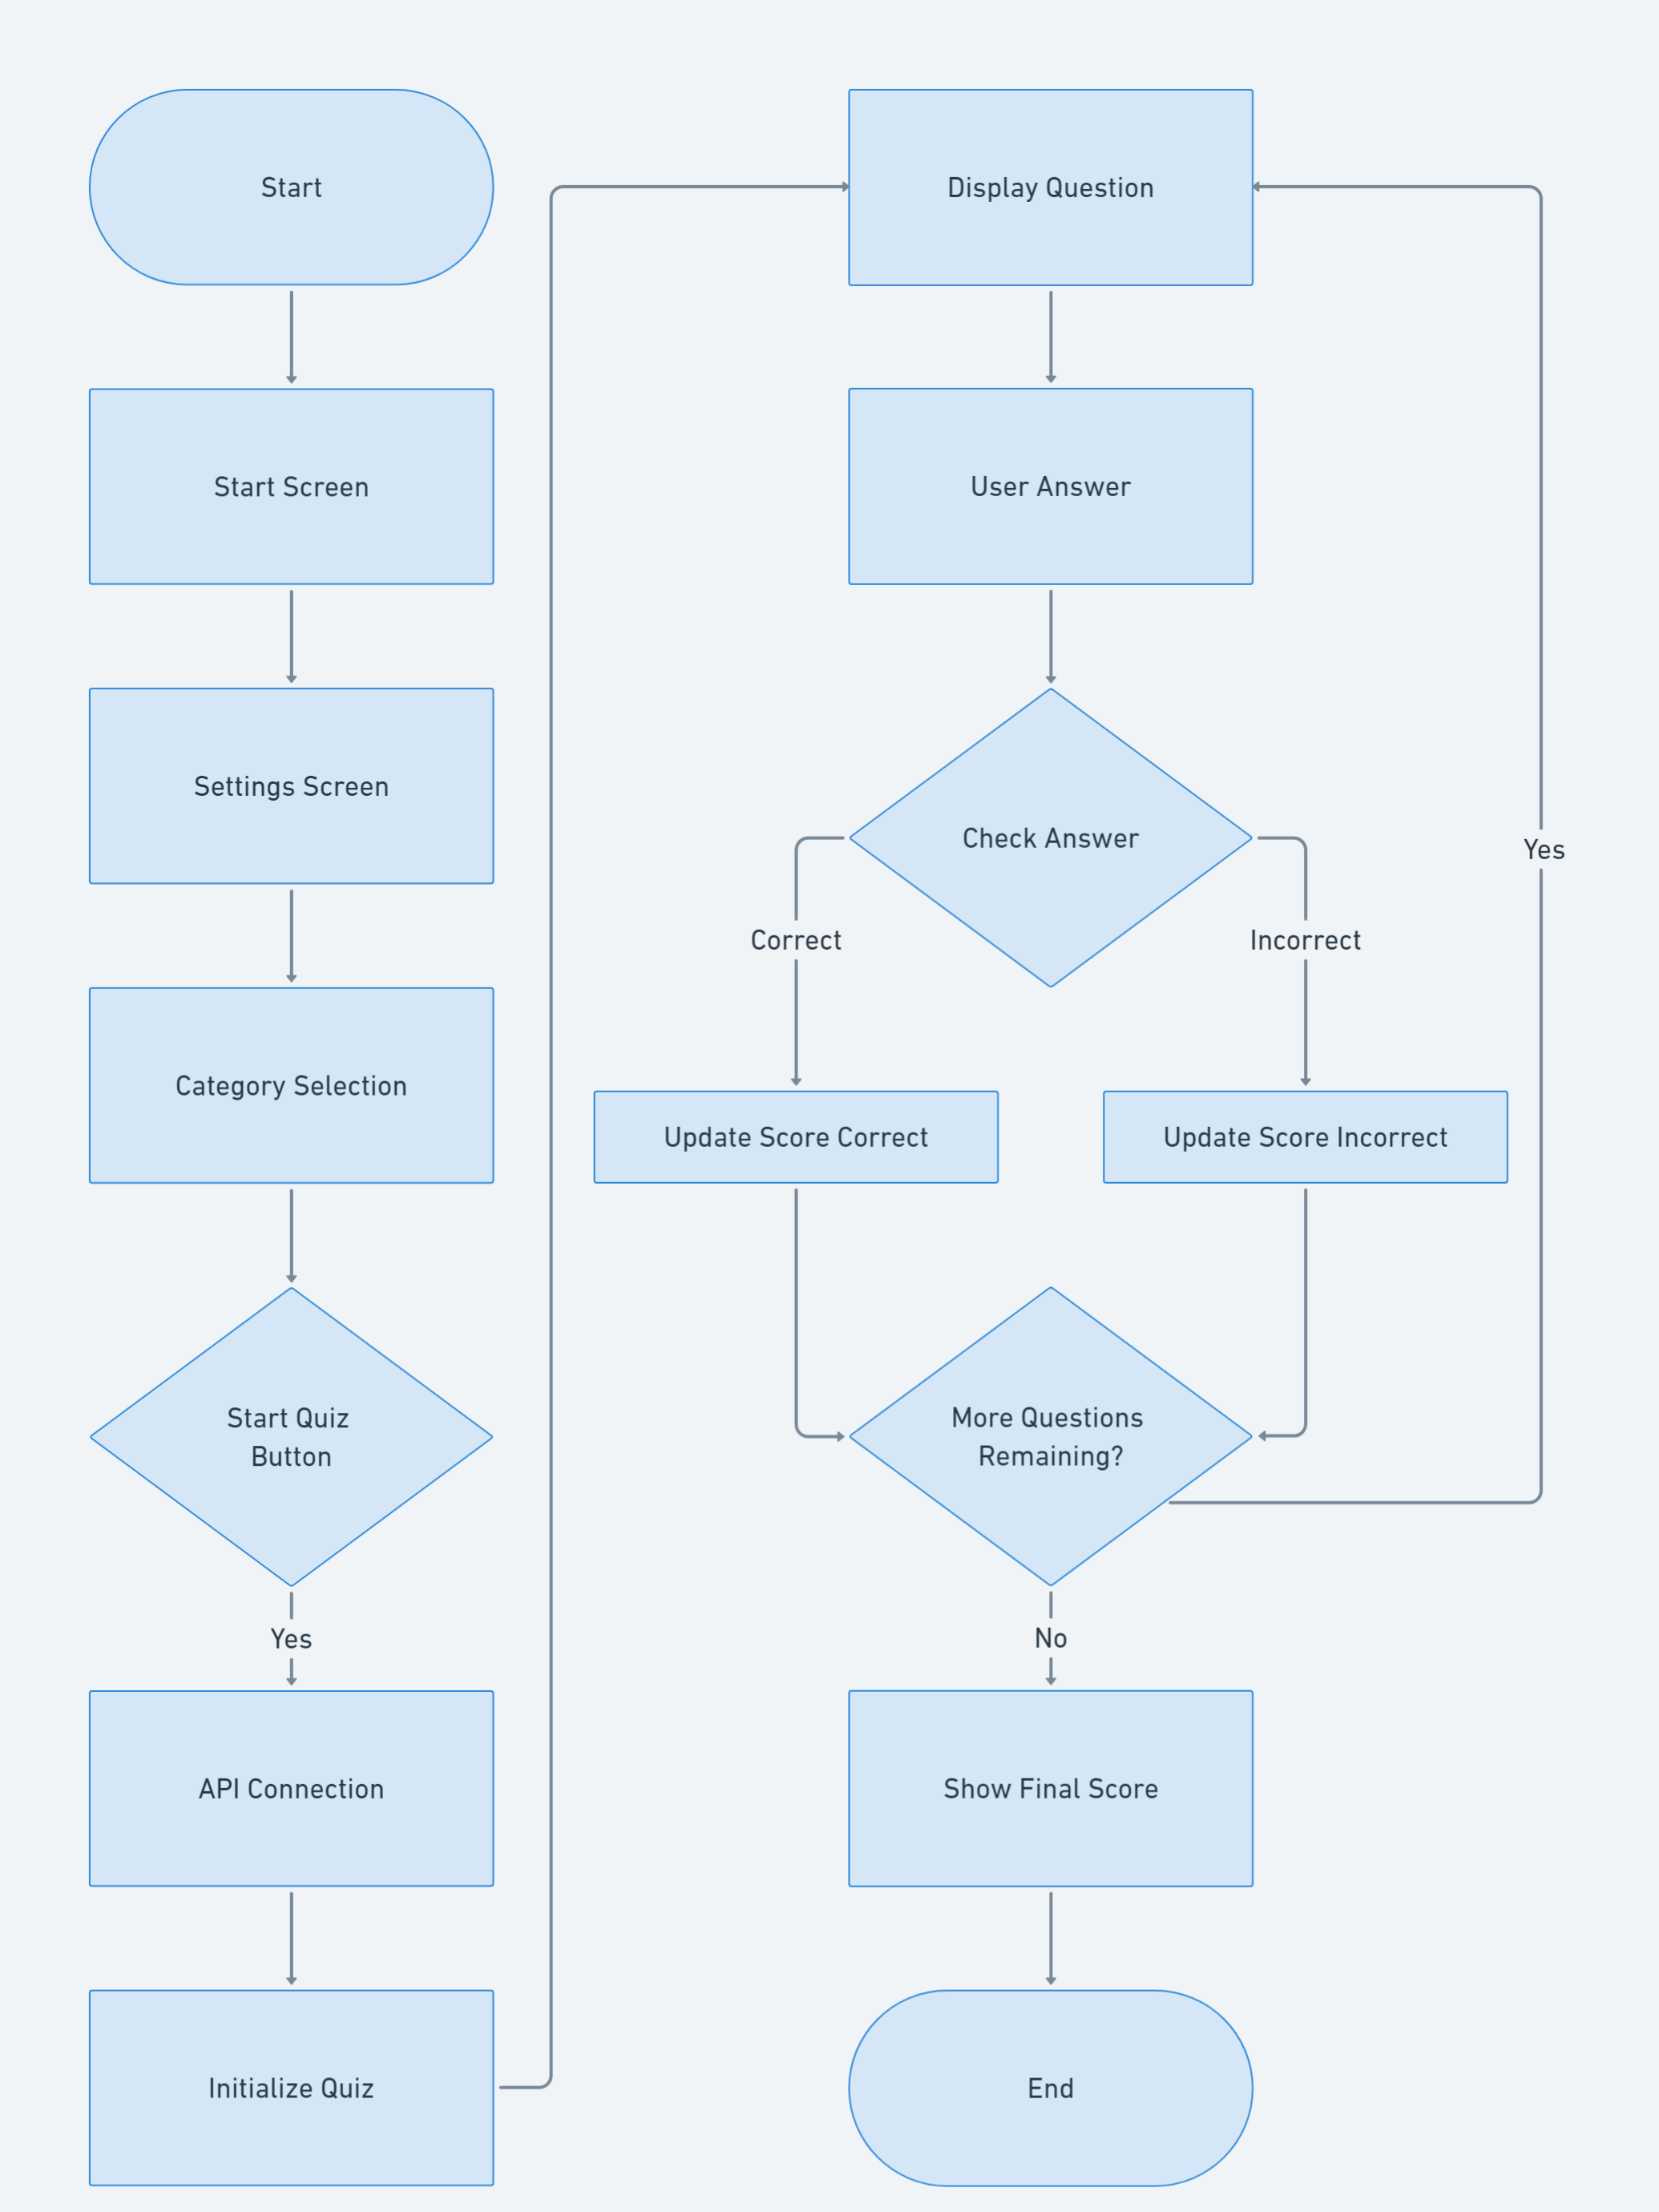 Start
Start Screen
Settings Screen
Category Selection
Start Quiz
Button
Yes
API Connection
Initialize Quiz
Display Question
User Answer
Check Answer
Correct
Incorrect
Update Score Correct
Update Score Incorrect
More Questions
Remaining?
Yes
No
Show Final Score
End